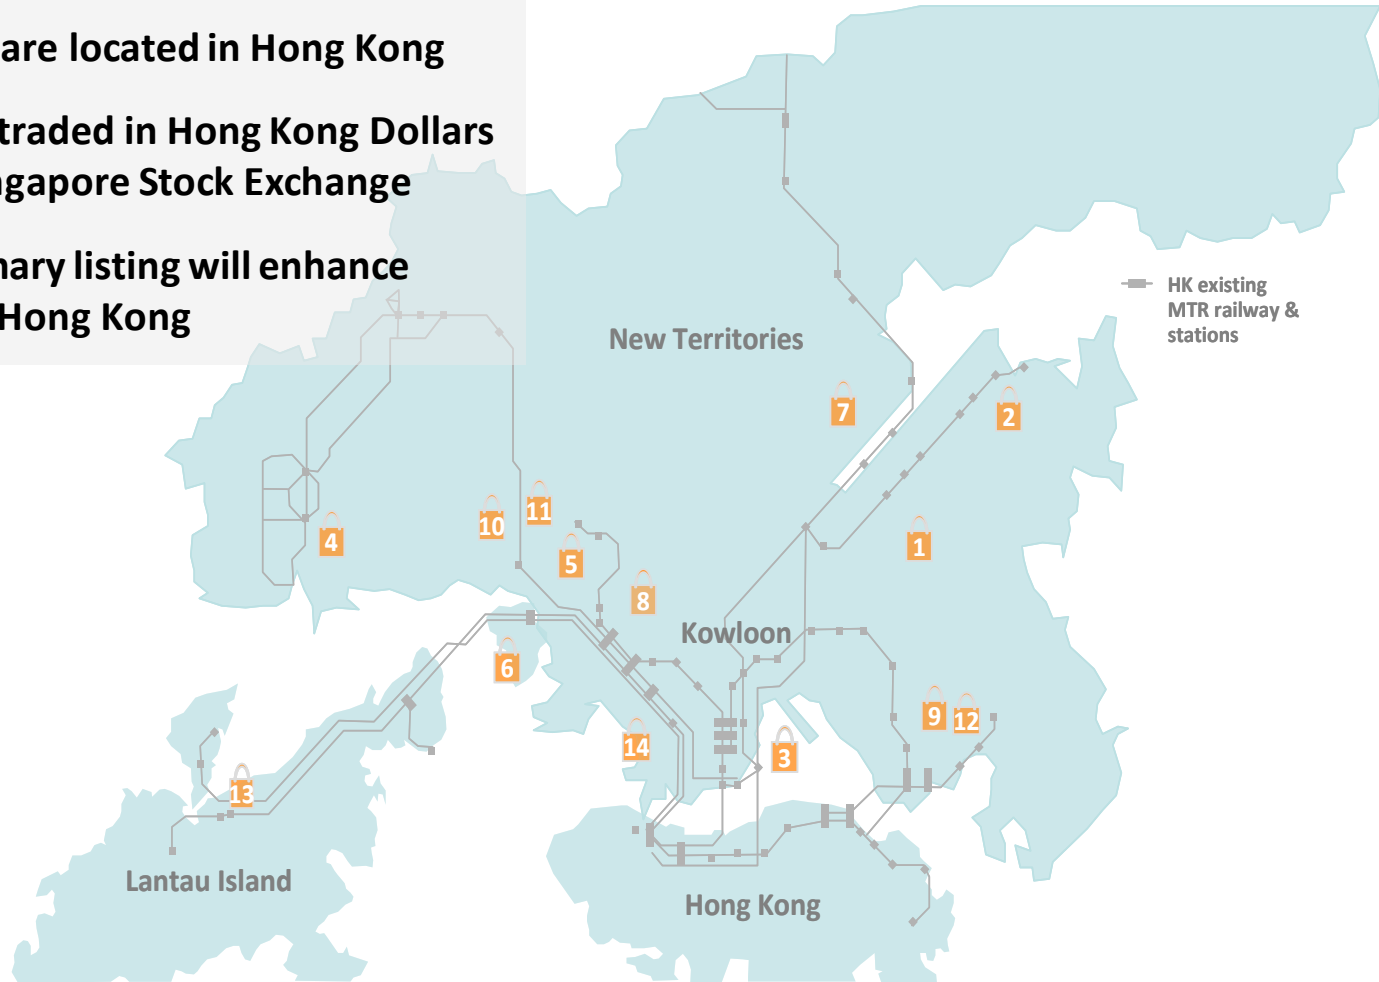 are located in Hong Kong
traded in Hong Kong Dollars
ngapore Stock Exchange
nary listing will enhance
Hong Kong
HK existing
MTR railway &
stations
New Territories
7
2
11
10
4
1
5
8
Kowloon
6
9
12
14
3
13
Lantau Island
Hong Kong